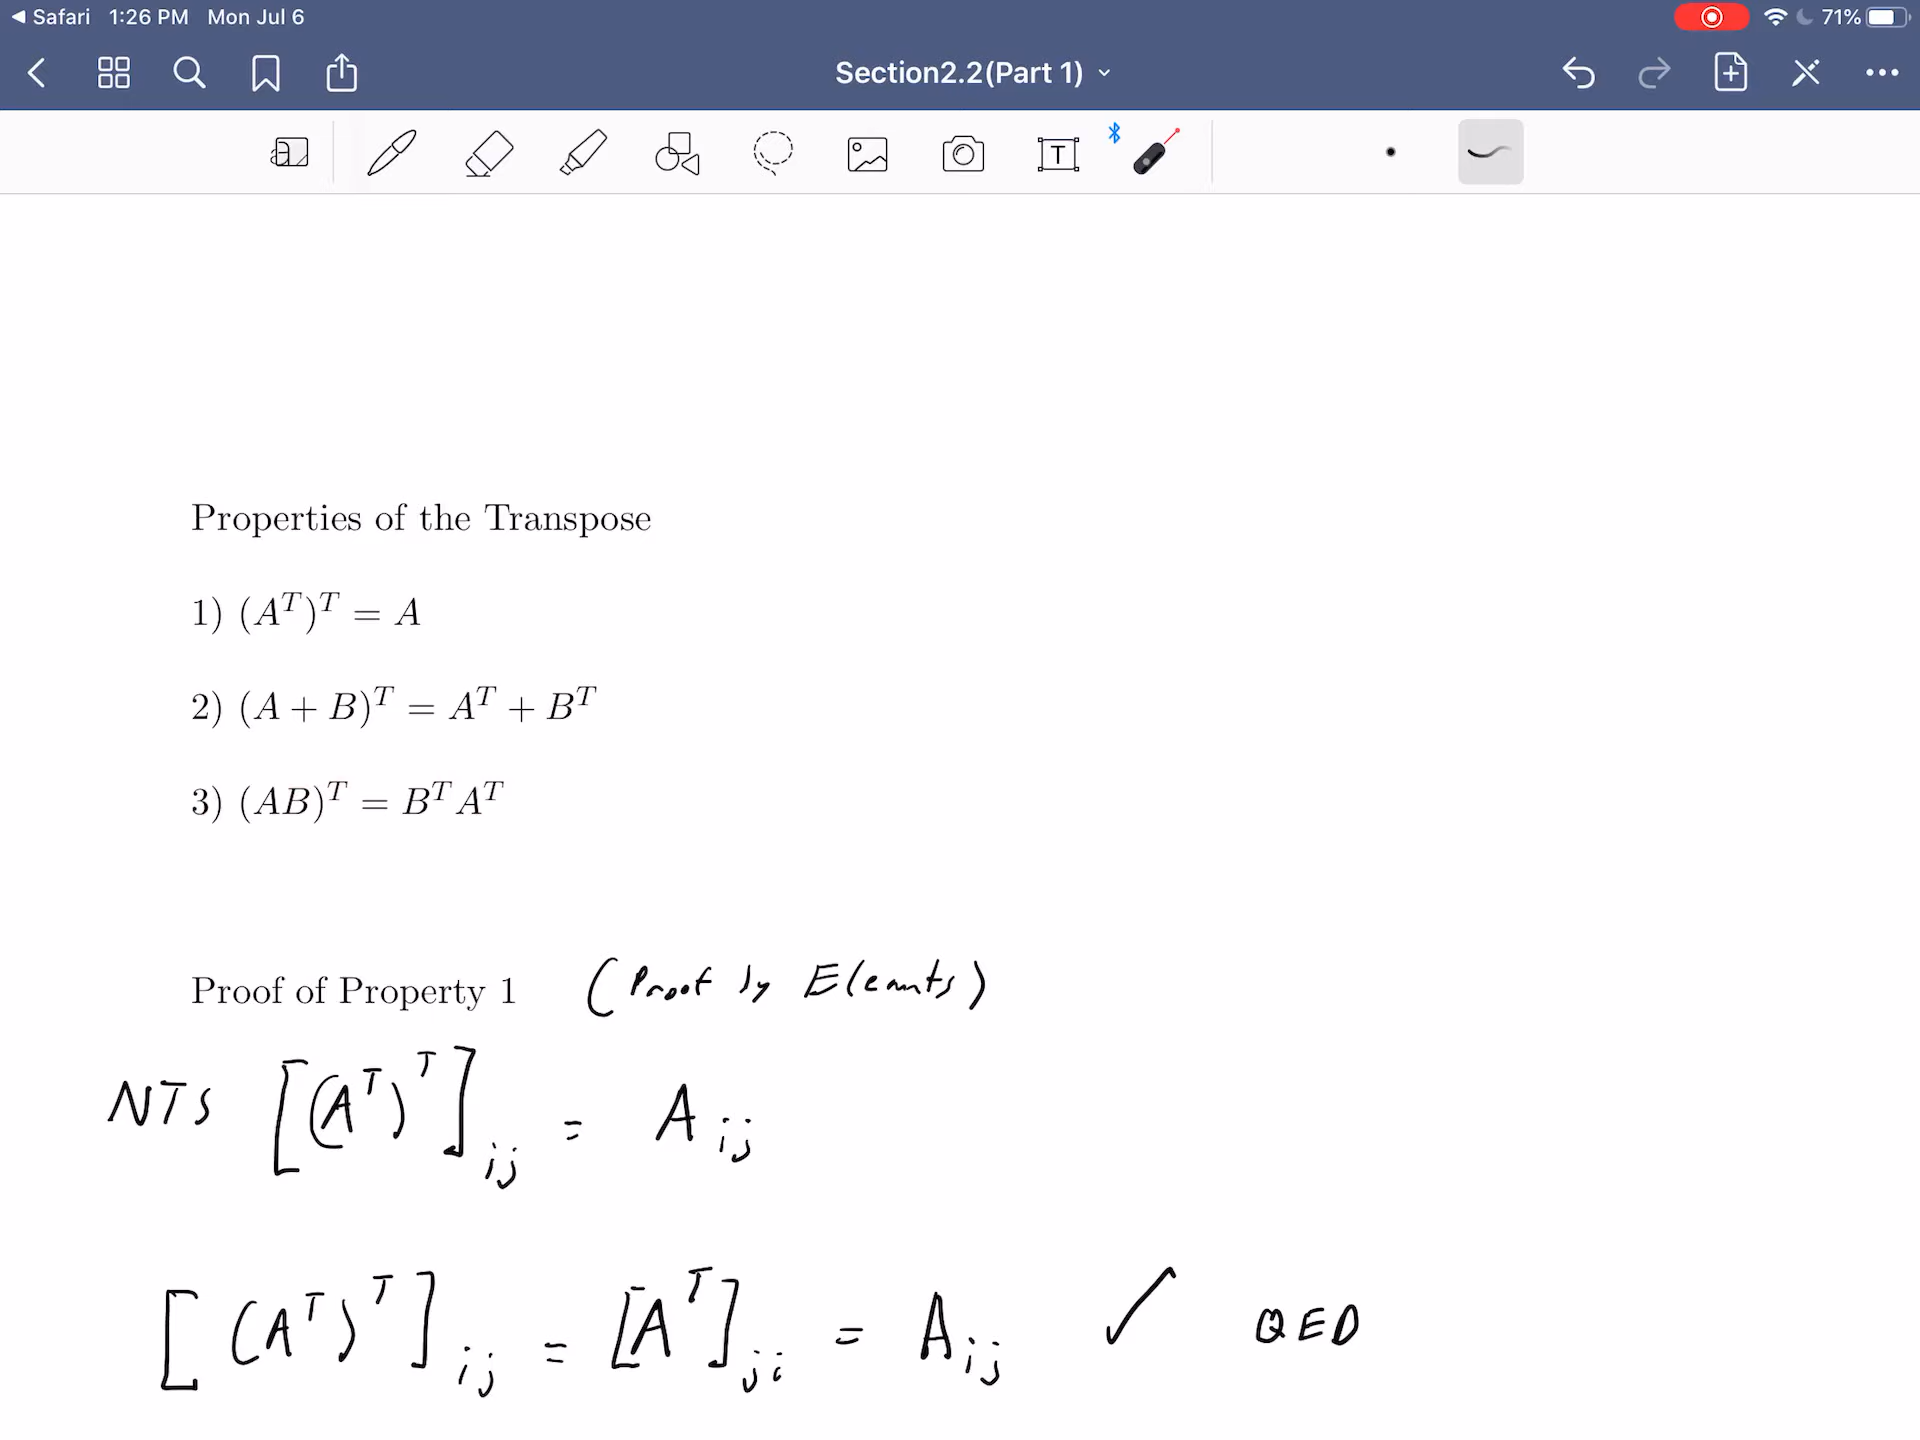 Safari 1:26 PM Mon Jul 6 71%
Section2.2(Part 1)
a T
Properties of the Transpose
1) (A^T)^T = A
2) (A + B)^T = A^T + B^T
3) (AB)^T = B^T A^T
Proof of Property 1 (Proof by Elements)
NTS [(A^T)^T]_ij = A_ij
[(A^T)^T]_ij = [A^T]_ji = A_ij ✓ QED